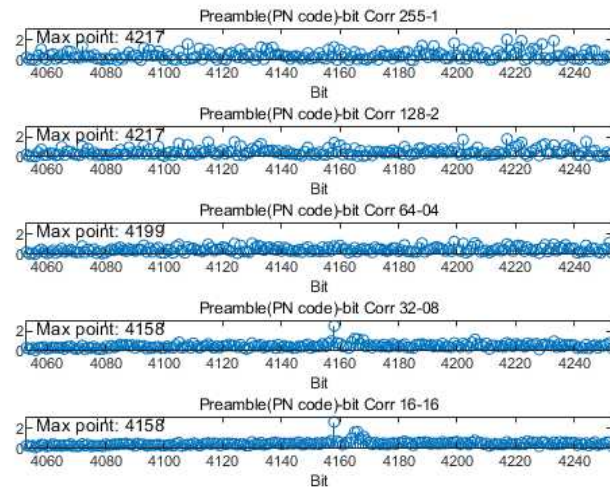 Preamble(PN code)-bit Corr 255-1
2
Max point: 4217
0
4060 4080 4100 4120 4140 4160 4180 4200 4220 4240
Bit
Preamble(PN code)-bit Corr 128-2
2
Max point: 4217
0
4060 4080 4100 4120 4140 4160 4180 4200 4220 4240
Bit
Preamble(PN code)-bit Corr 64-04
2
Max point: 4199
0
4060 4080 4100 4120 4140 4160 4180 4200 4220 4240
Bit
Preamble(PN code)-bit Corr 32-08
2
Max point: 4158
0
4060 4080 4100 4120 4140 4160 4180 4200 4220 4240
Bit
Preamble(PN code)-bit Corr 16-16
2
Max point: 4158
0
4060 4080 4100 4120 4140 4160 4180 4200 4220 4240
Bit